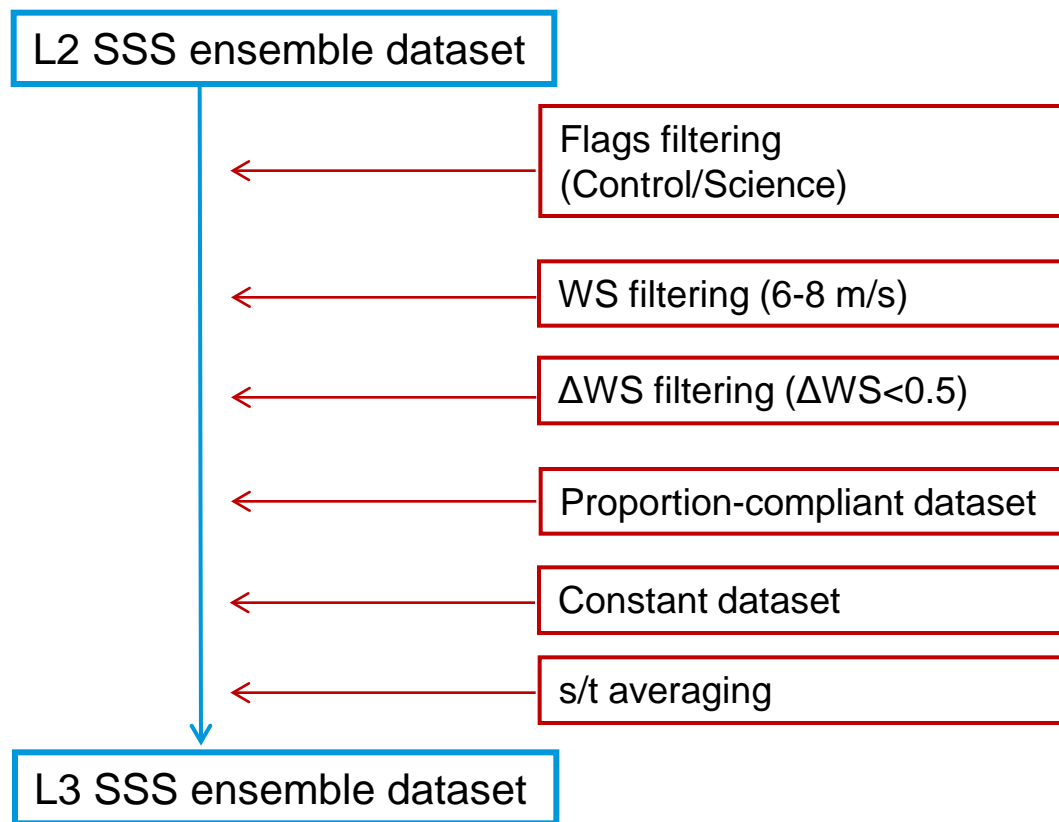 L2 SSS ensemble dataset
Flags filtering
(Control/Science)
WS filtering (6-8 m/s)
ΔWS filtering (ΔWS<0.5)
Proportion-compliant dataset
Constant dataset
s/t averaging
L3 SSS ensemble dataset